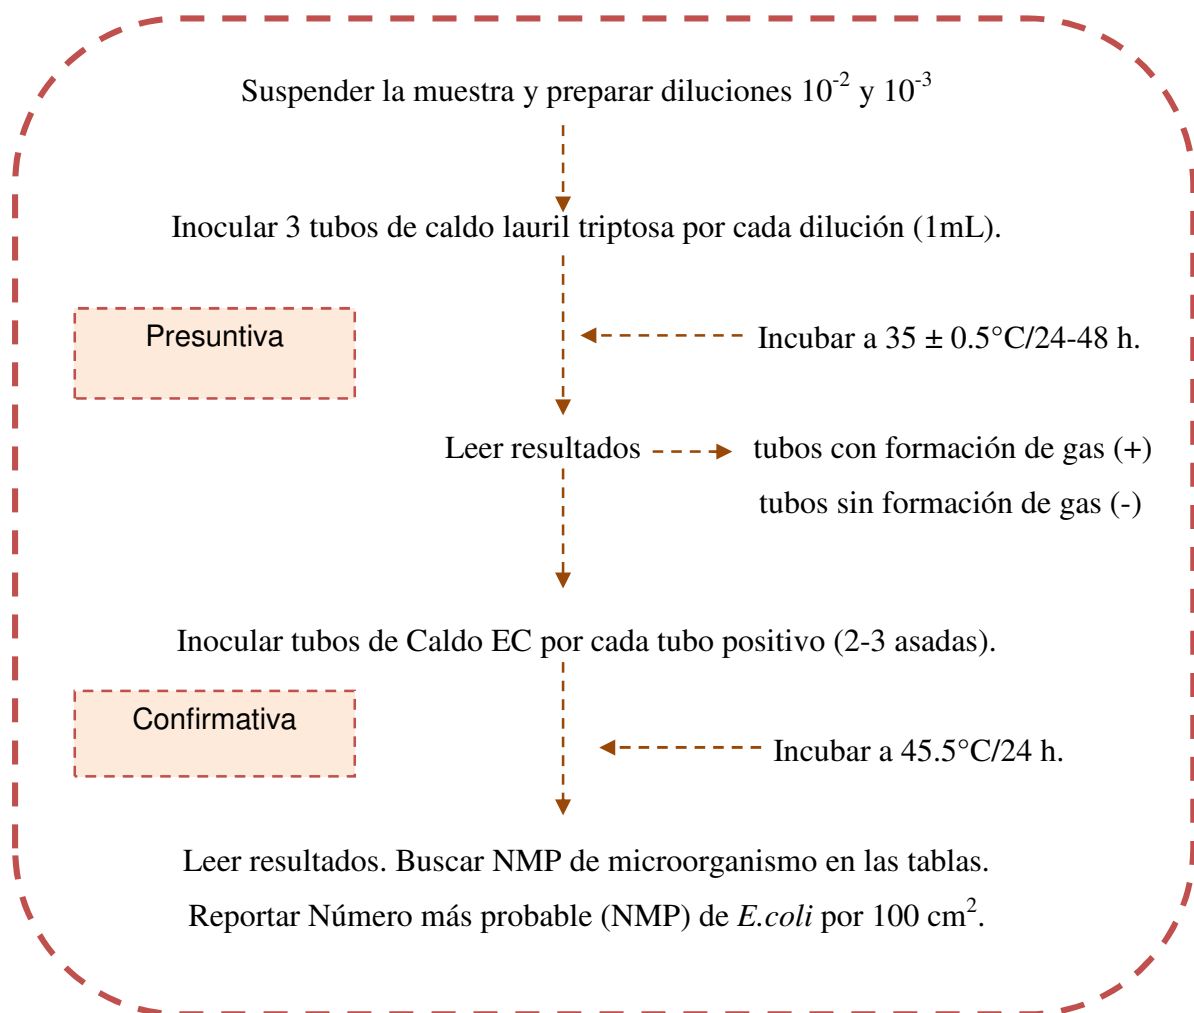 Suspender la muestra y preparar diluciones 10⁻² y 10⁻³
Inocular 3 tubos de caldo lauril triptosa por cada dilución (1mL).
Presuntiva
Incubar a 35 ± 0.5°C/24-48 h.
Leer resultados
tubos con formación de gas (+)
tubos sin formación de gas (-)
Inocular tubos de Caldo EC por cada tubo positivo (2-3 asadas).
Confirmativa
Incubar a 45.5°C/24 h.
Leer resultados. Buscar NMP de microorganismo en las tablas.
Reportar Número más probable (NMP) de E.coli por 100 cm².